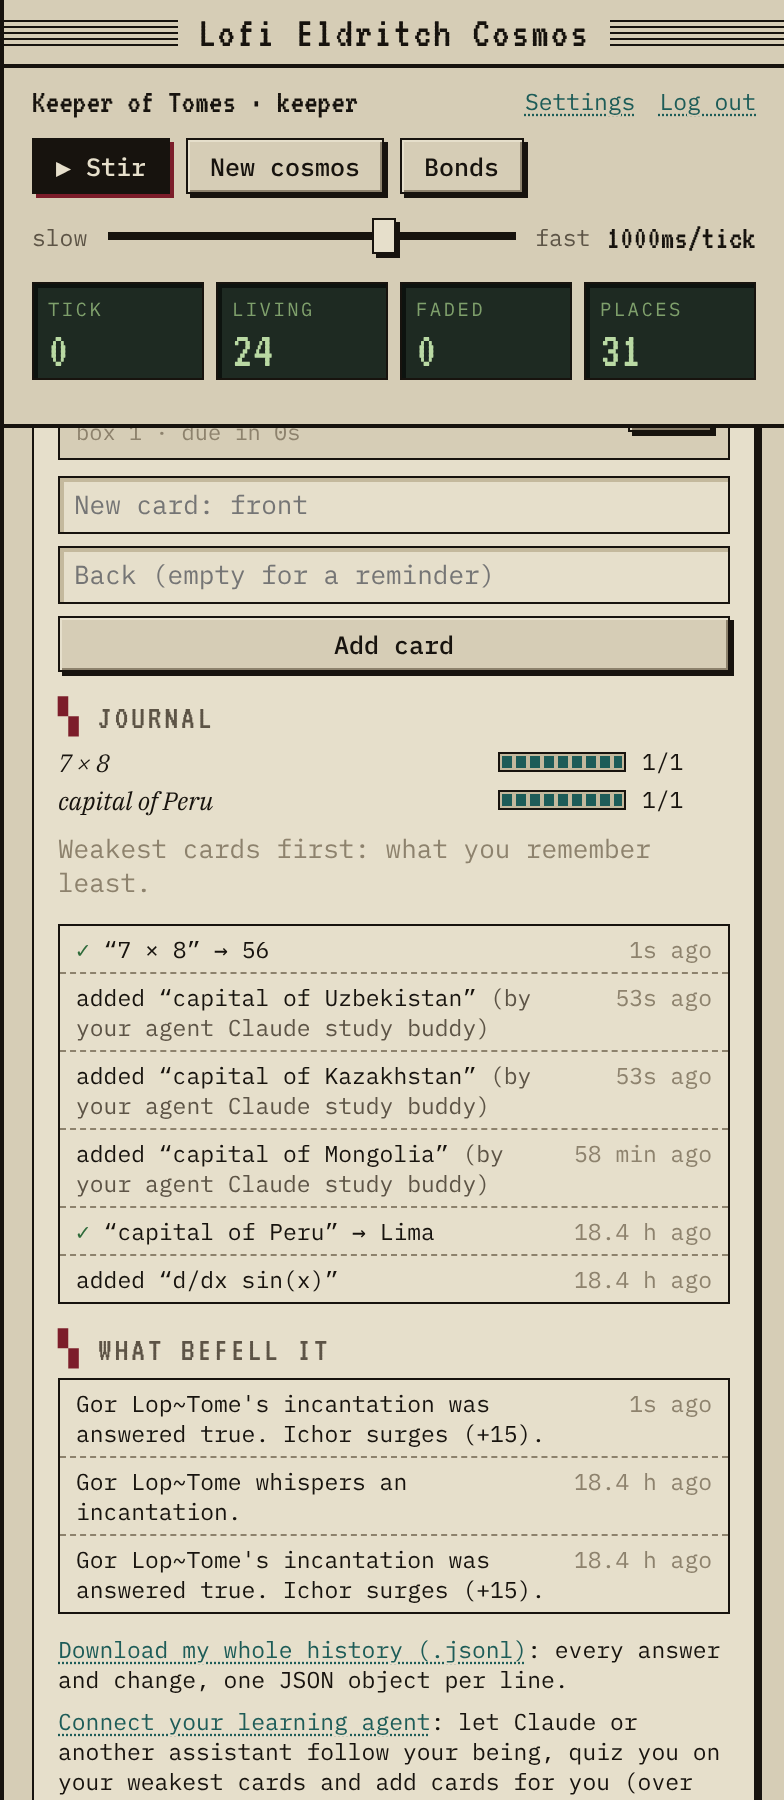 Lofi Eldritch Cosmos
Keeper of Tomes · keeper Settings Log out
▶ Stir New cosmos Bonds
slow fast 1000ms/tick
TICK LIVING FADED PLACES
0 24 0 31
box 1 · due in 0s
New card: front
Back (empty for a reminder)
Add card
JOURNAL
7 × 8 1/1
capital of Peru 1/1
Weakest cards first: what you remember
least.
✓ “7 × 8” → 56 1s ago
added “capital of Uzbekistan” (by 53s ago
your agent Claude study buddy)
added “capital of Kazakhstan” (by 53s ago
your agent Claude study buddy)
added “capital of Mongolia” (by 58 min ago
your agent Claude study buddy)
✓ “capital of Peru” → Lima 18.4 h ago
added “d/dx sin(x)” 18.4 h ago
WHAT BEFELL IT
Gor Lop~Tome's incantation was 1s ago
answered true. Ichor surges (+15).
Gor Lop~Tome whispers an 18.4 h ago
incantation.
Gor Lop~Tome's incantation was 18.4 h ago
answered true. Ichor surges (+15).
Download my whole history (.jsonl): every answer
and change, one JSON object per line.
Connect your learning agent: let Claude or
another assistant follow your being, quiz you on
your weakest cards and add cards for you (over